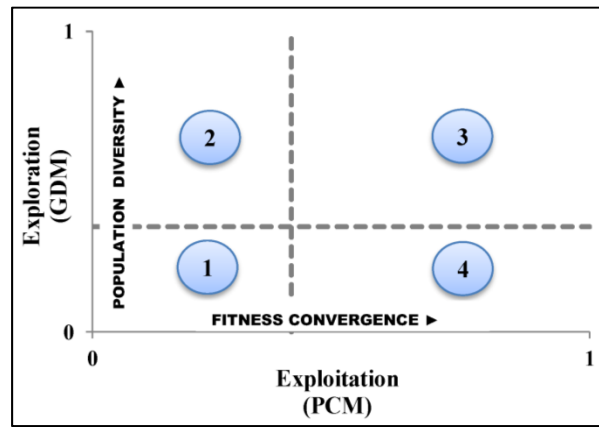 1
Exploration
(GDM)
POPULATION DIVERSITY ►
2
3
1
4
FITNESS CONVERGENCE ►
0
0
1
Exploitation
(PCM)